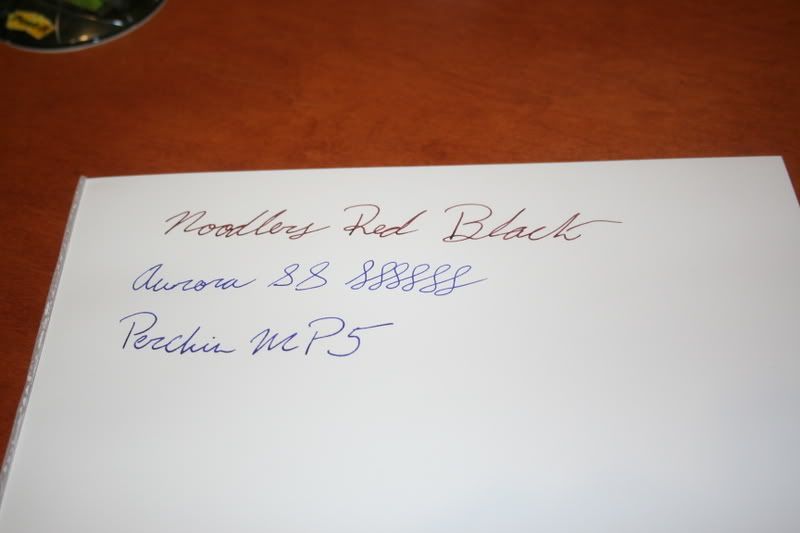 Noodlers Red Black
Aurora 88 888888
Perchin MP5